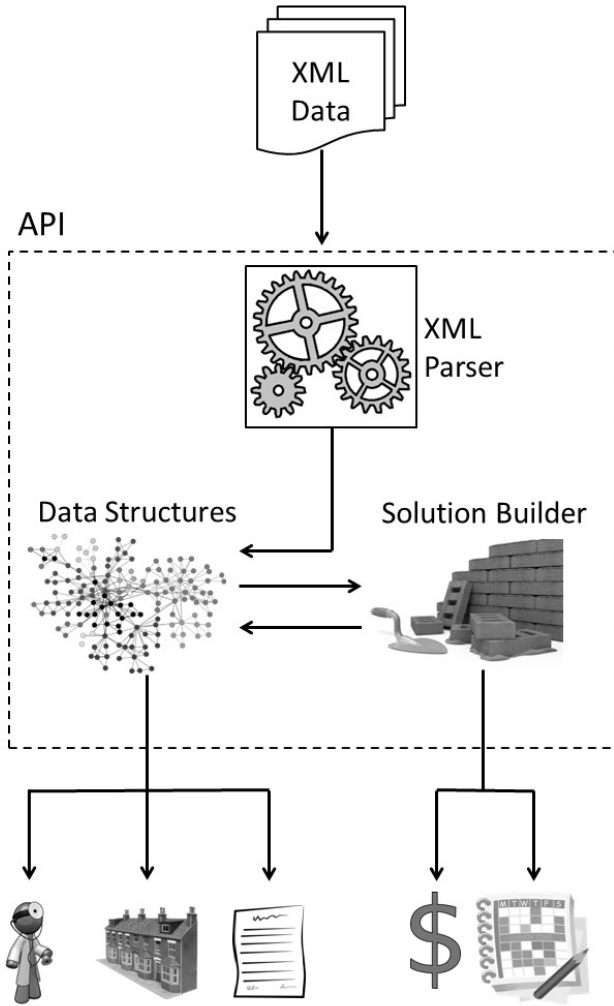 XML
Data
API
XML
Parser
Data Structures
Solution Builder
$
M T W T F S